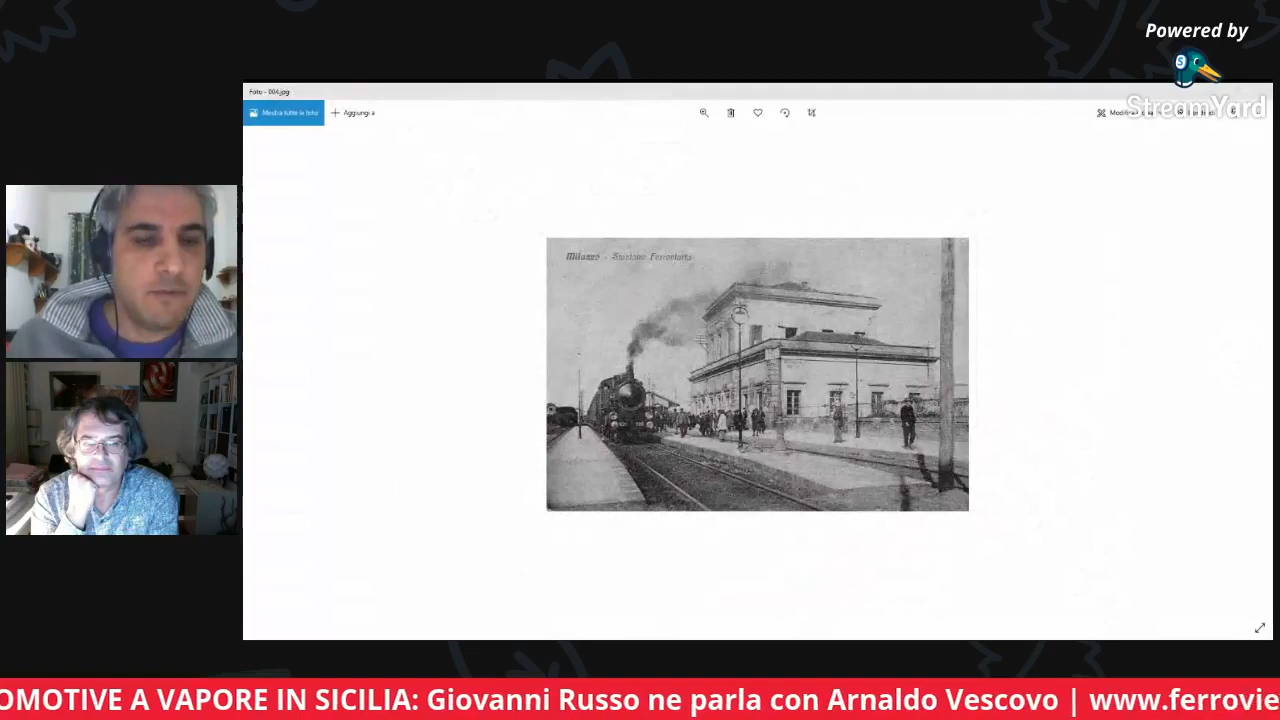 Powered by
StreamYard
Foto - 004.jpg
Mostra tutte le foto
Aggiungi a
Milazzo - Stazione Ferroviaria
OMOTIVE A VAPORE IN SICILIA: Giovanni Russo ne parla con Arnaldo Vescovo | www.ferrovie